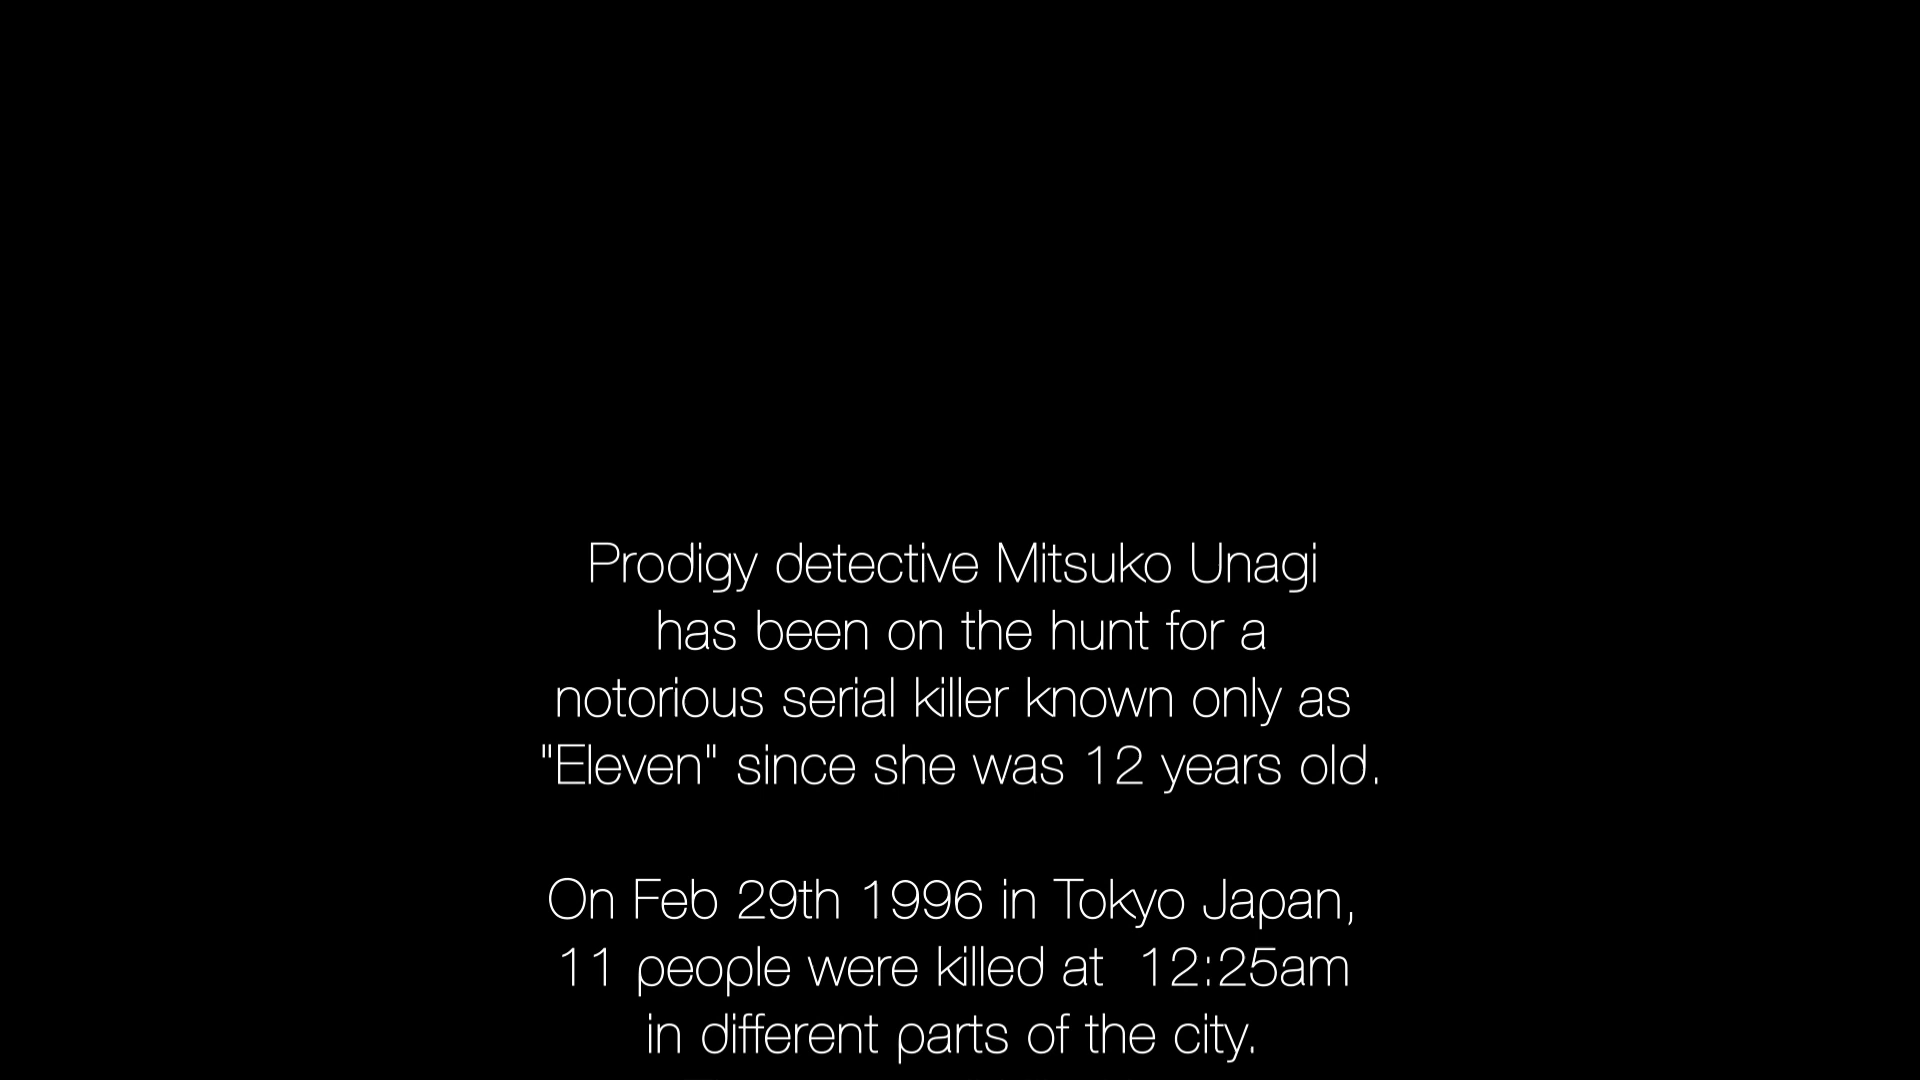 Prodigy detective Mitsuko Unagi
has been on the hunt for a
notorious serial killer known only as
"Eleven" since she was 12 years old.
On Feb 29th 1996 in Tokyo Japan,
11 people were killed at  12:25am
in different parts of the city.